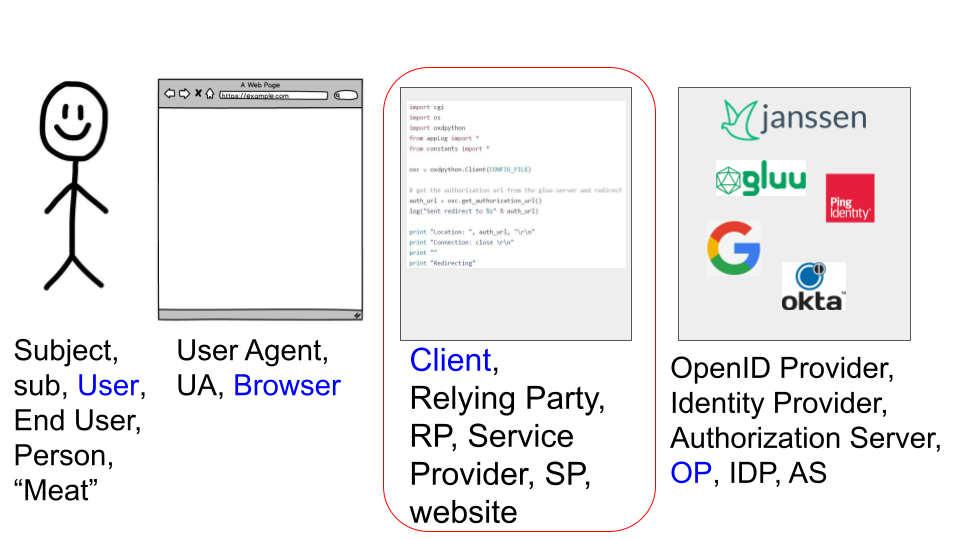 A Web Page
https://example.com
import cgi
import os
import oxdpython
from appLog import *
from constants import *
oxc = oxdpython.Client(CONFIG_FILE)
# get the authorization url from the gluu-server and redirect
auth_url = oxc.get_authorization_url()
log("Sent redirect to %s" % auth_url)
print "Location: ", auth_url, "\r\n"
print "Connection: close \r\n"
print ""
print "Redirecting"
janssen
gluu
Ping
Identity
G
okta™
Subject,
sub, User,
End User,
Person,
“Meat”
User Agent,
UA, Browser
Client,
Relying Party,
RP, Service
Provider, SP,
website
OpenID Provider,
Identity Provider,
Authorization Server,
OP, IDP, AS